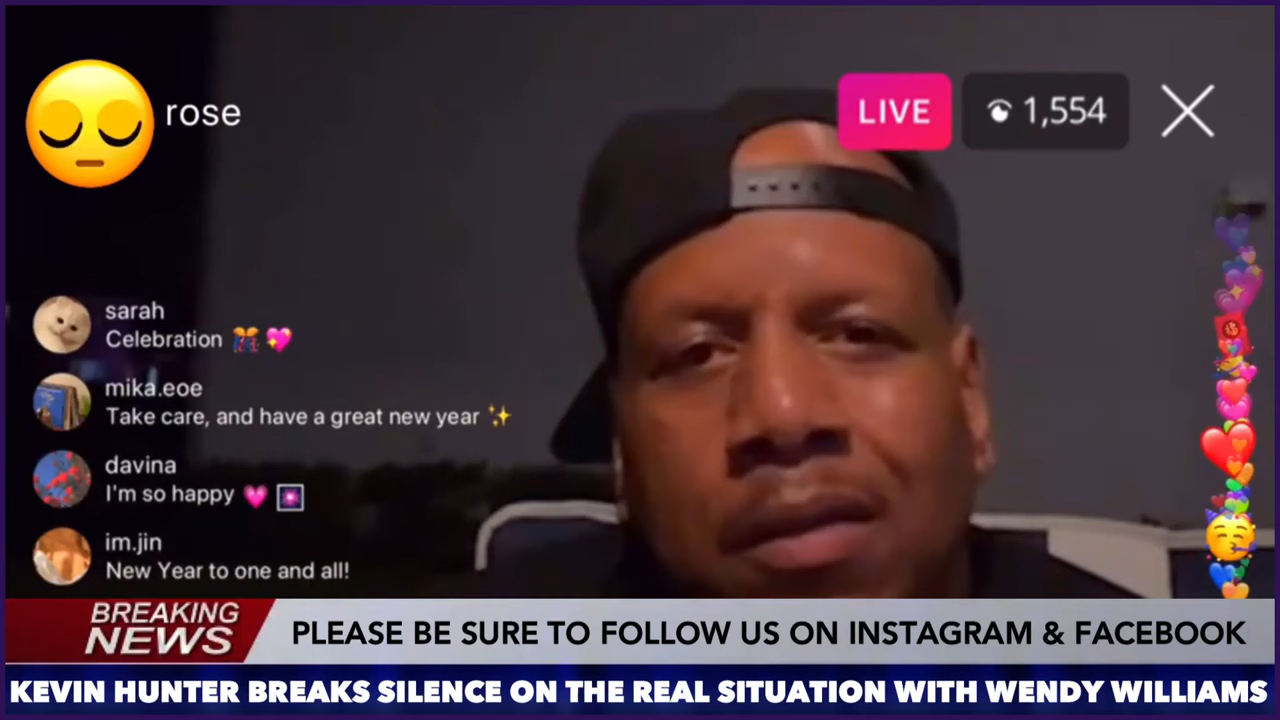 rose
LIVE
1,554
sarah
Celebration 🎊 💖
mika.eoe
Take care, and have a great new year ✨
davina
I'm so happy 💗 🎆
im.jin
New Year to one and all!
BREAKING
NEWS
PLEASE BE SURE TO FOLLOW US ON INSTAGRAM & FACEBOOK
KEVIN HUNTER BREAKS SILENCE ON THE REAL SITUATION WITH WENDY WILLIAMS